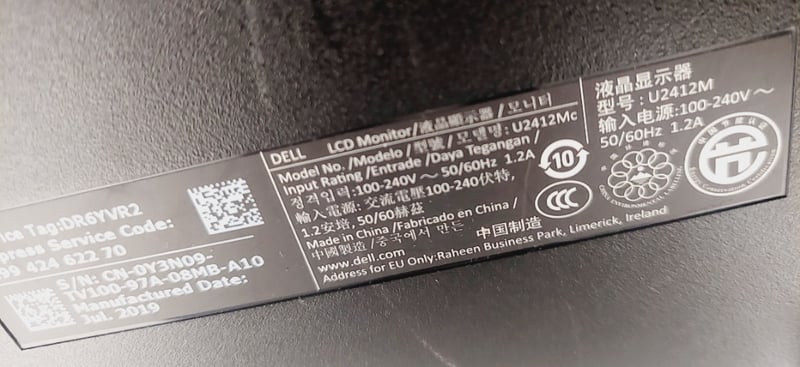 ice Tag:DR6YVR2
press Service Code:
99 424 622 70
S/N: CN-0Y3N09-
TV100-97A-08MB-A10
Manufactured Date:
Jul. 2019
DELL LCD Monitor/液晶顯示器/모니터
Model No./Modelo/型號/모델명: U2412Mc
Input Rating/Entrade/Daya Tegangan/
정격입력:100-240V~50/60Hz 1.2A
輸入電源: 交流電壓100-240伏特,
1.2安培, 50/60赫茲
Made in China/Fabricado en China/
中國製造/중국에서 만든
中国制造
www.dell.com
Address for EU Only:Raheen Business Park, Limerick, Ireland
10
液晶显示器
型号: U2412M
输入电源:100-240V~
50/60Hz 1.2A
中国节能认证